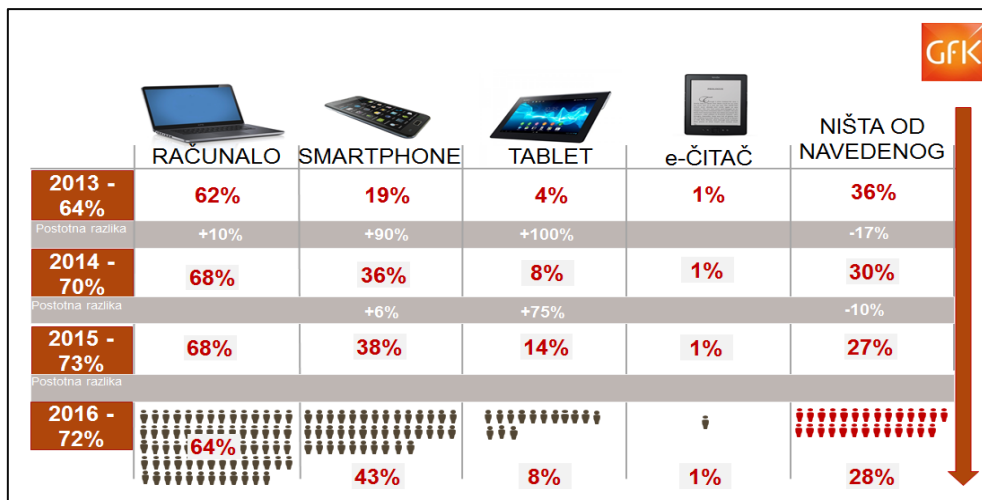 GfK
RAČUNALO SMARTPHONE TABLET e-ČITAČ NIŠTA OD NAVEDENOG
2013 - 64% 62% 19% 4% 1% 36%
Postotna razlika +10% +90% +100% -17%
2014 - 70% 68% 36% 8% 1% 30%
Postotna razlika +6% +75% -10%
2015 - 73% 68% 38% 14% 1% 27%
Postotna razlika
2016 - 72% 64% 43% 8% 1% 28%